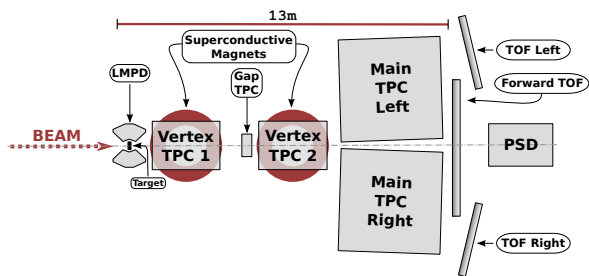 13m
Superconductive
Magnets
TOF Left
LMPD
Gap
TPC
Main
TPC
Left
Forward TOF
BEAM
Vertex
TPC 1
Vertex
TPC 2
PSD
Target
Main
TPC
Right
TOF Right